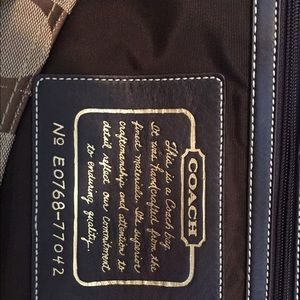 COACH
This is a Coach bag.
It was handcrafted from the
finest materials. Its superior
craftsmanship and attention to
detail reflect our commitment
to enduring quality...
No E0768-77042